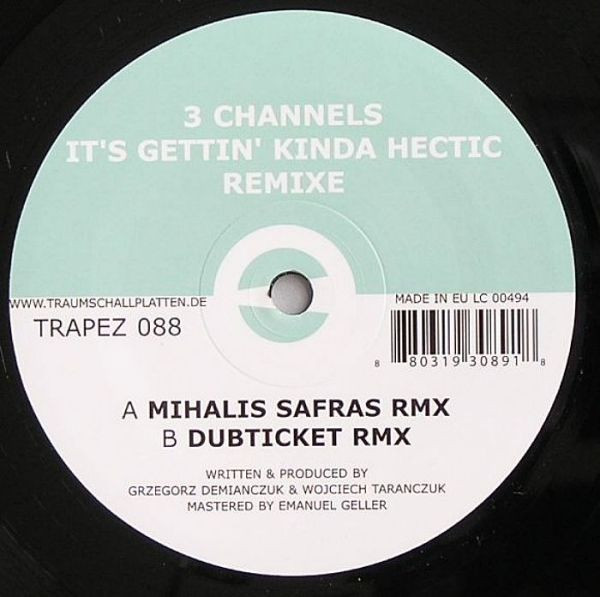 3 CHANNELS
IT'S GETTIN' KINDA HECTIC
REMIXE
WWW.TRAUMSCHALLPLATTEN.DE
TRAPEZ 088
MADE IN EU LC 00494
8 80319 30891 8
A MIHALIS SAFRAS RMX
B DUBTICKET RMX
WRITTEN & PRODUCED BY
GRZEGORZ DEMIANCZUK & WOJCIECH TARANCZUK
MASTERED BY EMANUEL GELLER